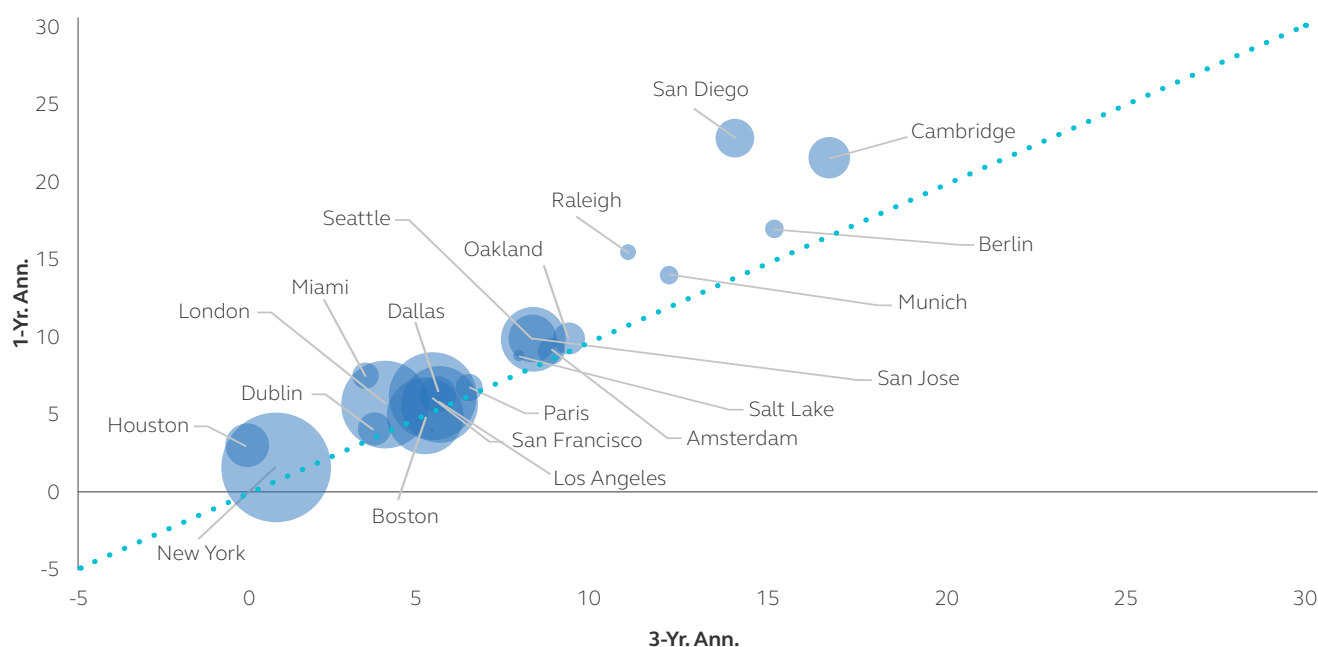 30
San Diego
25
Cambridge
20
Raleigh
Seattle
Oakland
Berlin
15
Miami
Munich
London
Dallas
1-Yr. Ann.
10
San Jose
Dublin
5
Houston
Paris
Salt Lake
San Francisco
Amsterdam
Los Angeles
0
Boston
New York
-5
-5 0 5 10 15 20 25 30
3-Yr. Ann.